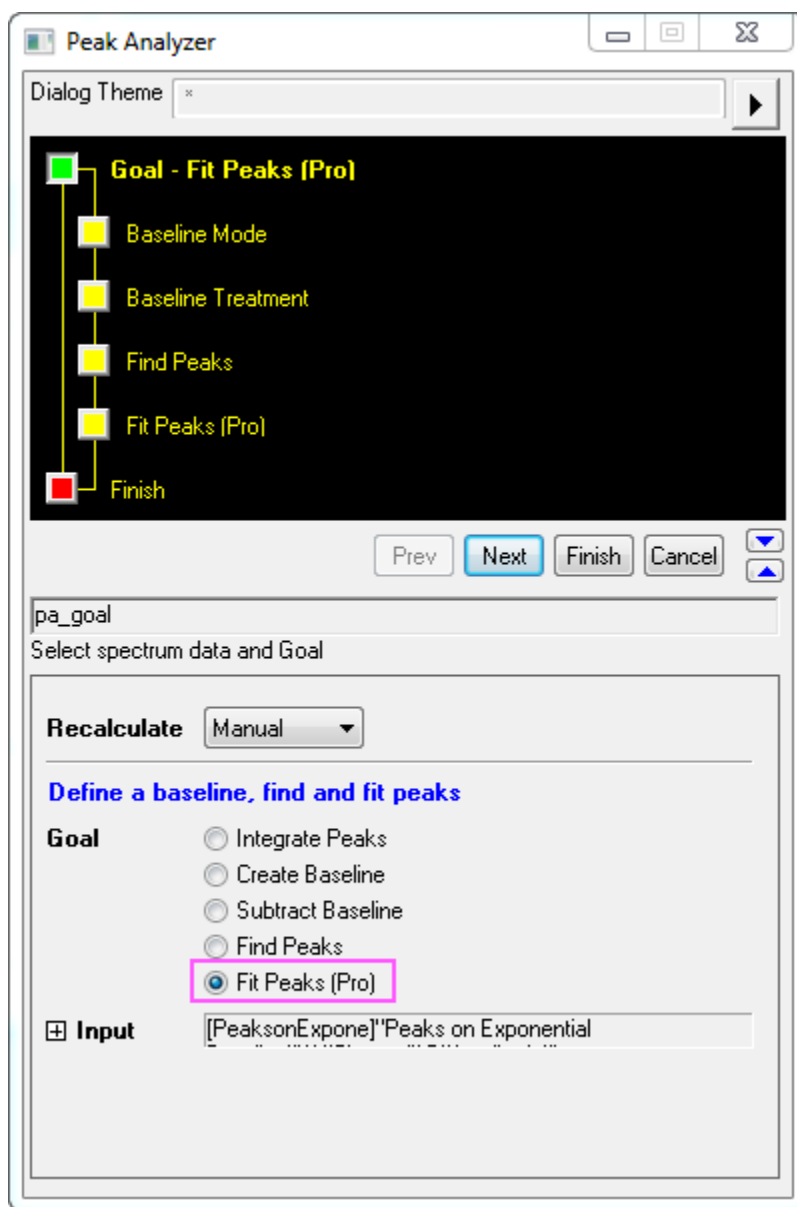 Peak Analyzer
Dialog Theme *
Goal - Fit Peaks (Pro)
Baseline Mode
Baseline Treatment
Find Peaks
Fit Peaks (Pro)
Finish
Prev Next Finish Cancel
pa_goal
Select spectrum data and Goal
Recalculate Manual
Define a baseline, find and fit peaks
Goal Integrate Peaks
Create Baseline
Subtract Baseline
Find Peaks
Fit Peaks (Pro)
Input [PeaksonExpone]"Peaks on Exponential